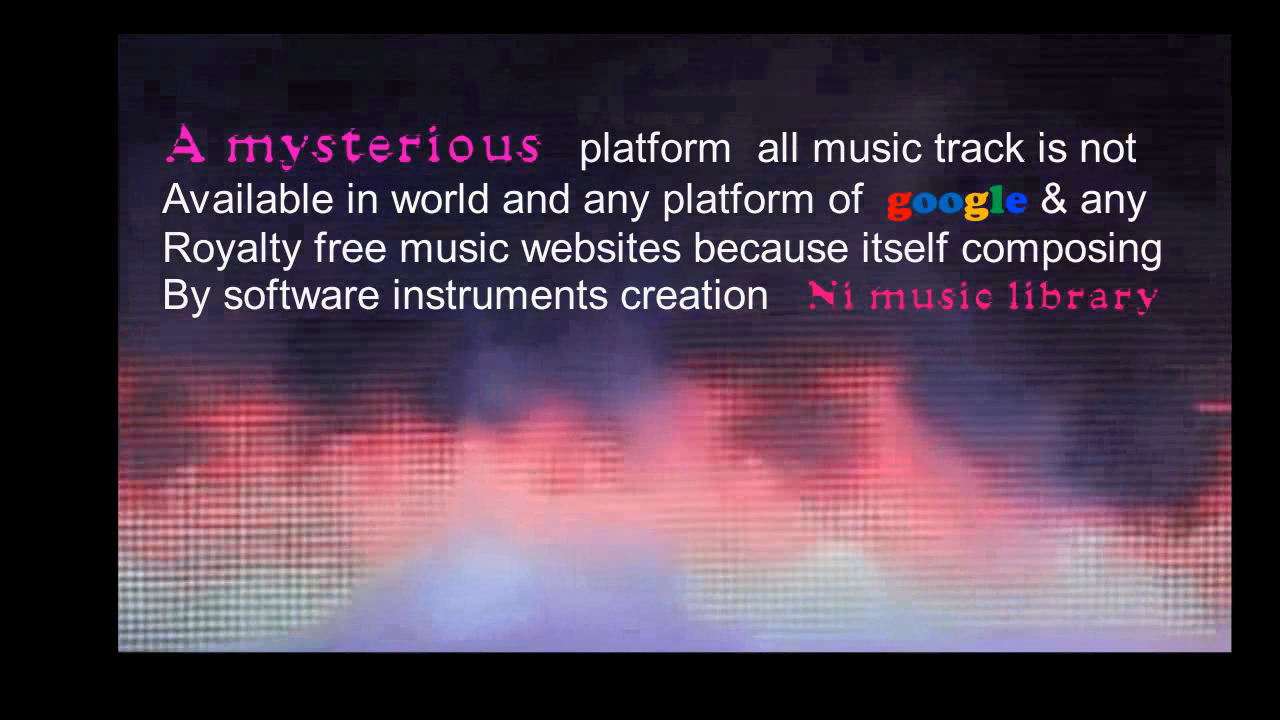 A mysterious platform all music track is not
Available in world and any platform of google & any
Royalty free music websites because itself composing
By software instruments creation Ni music library